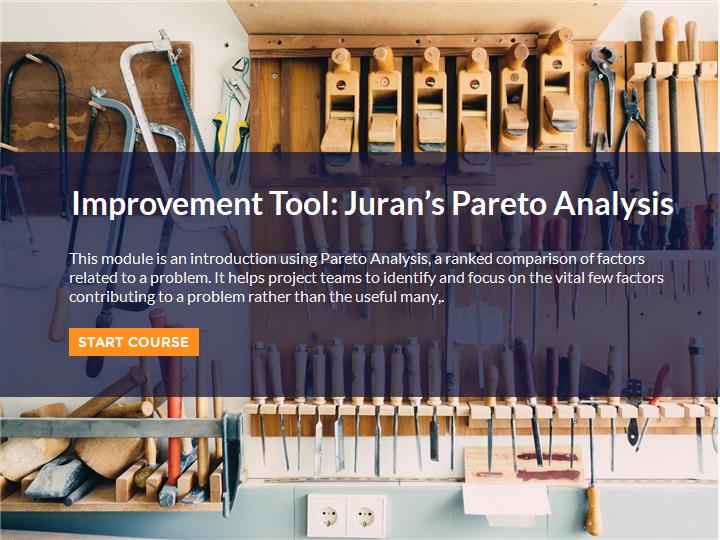 Improvement Tool: Juran’s Pareto Analysis
This module is an introduction using Pareto Analysis, a ranked comparison of factors
related to a problem. It helps project teams to identify and focus on the vital few factors
contributing to a problem rather than the useful many,.
START COURSE